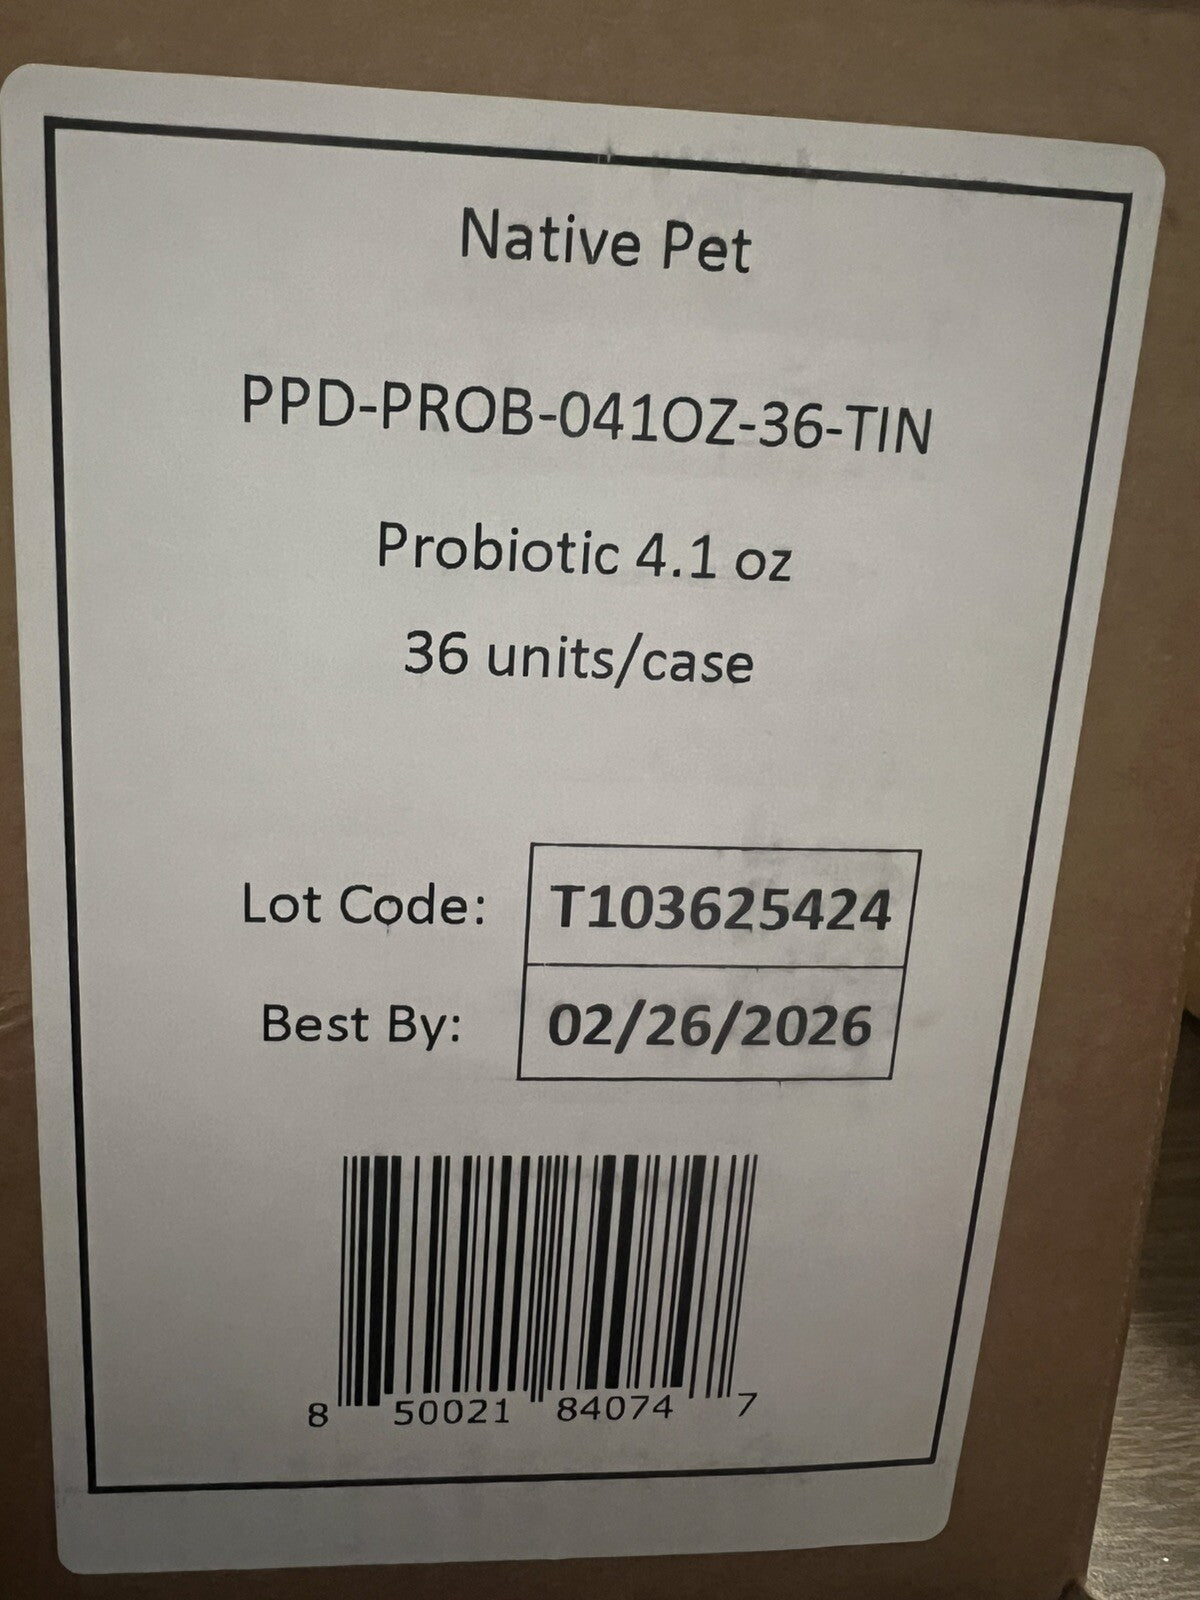 Native Pet
PPD-PROB-041OZ-36-TIN
Probiotic 4.1 oz
36 units/case
Lot Code: T103625424
Best By: 02/26/2026
8 50021 84074 7